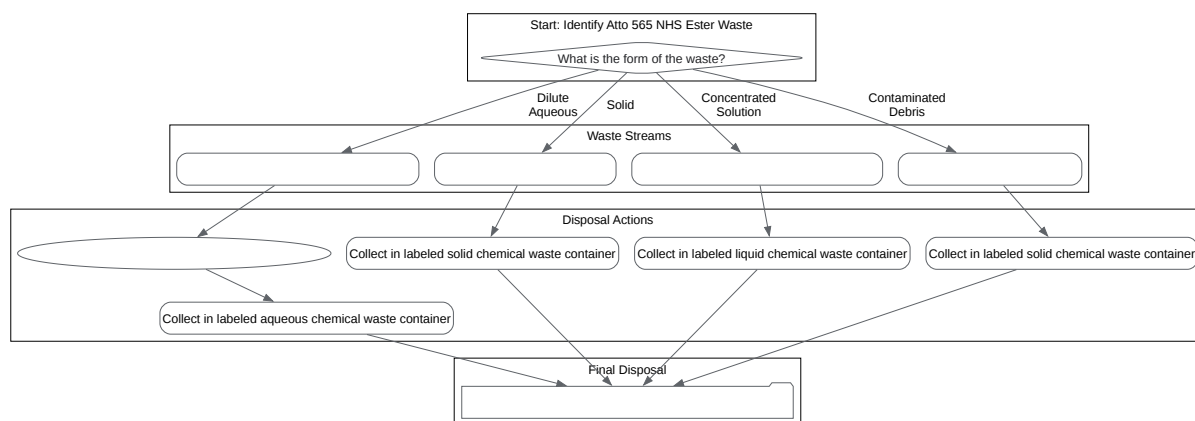 Start: Identify Atto 565 NHS Ester Waste
What is the form of the waste?
Dilute
Aqueous
Solid
Concentrated
Solution
Contaminated
Debris
Waste Streams
Disposal Actions
Collect in labeled solid chemical waste container
Collect in labeled liquid chemical waste container
Collect in labeled solid chemical waste container
Collect in labeled aqueous chemical waste container
Final Disposal